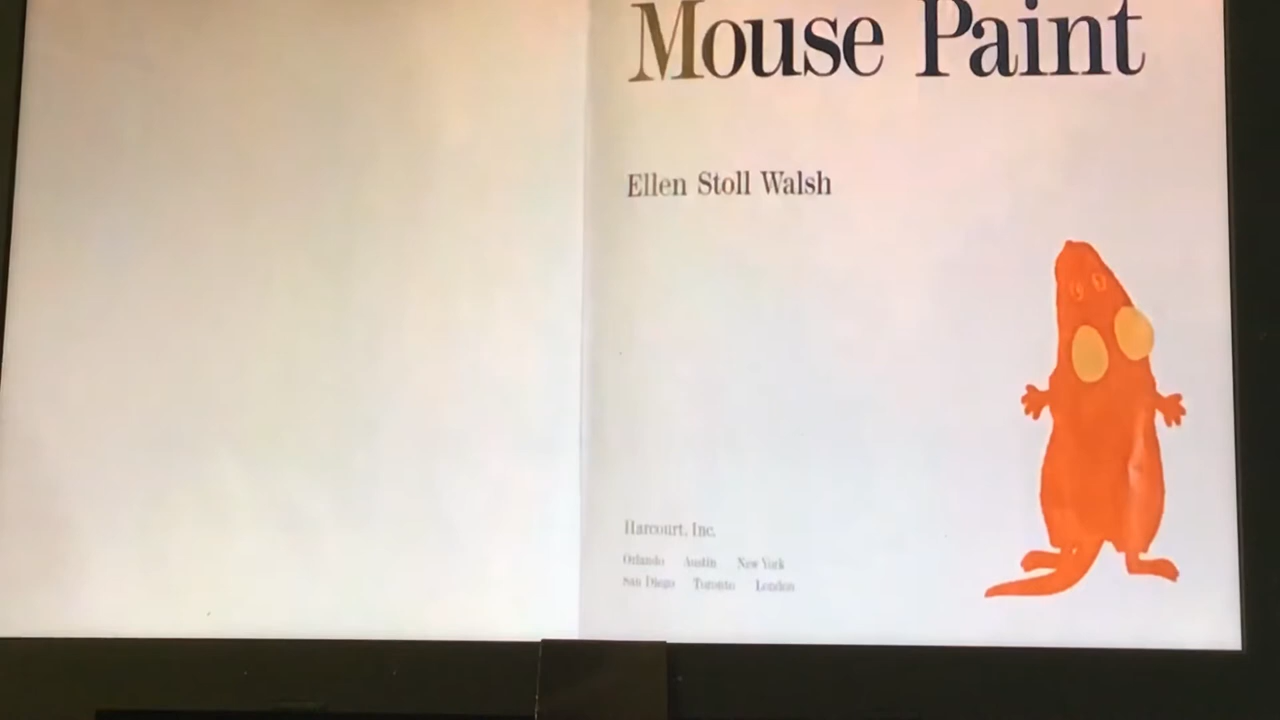 Mouse Paint
Ellen Stoll Walsh
Harcourt, Inc.
Orlando Austin New York
San Diego Toronto London